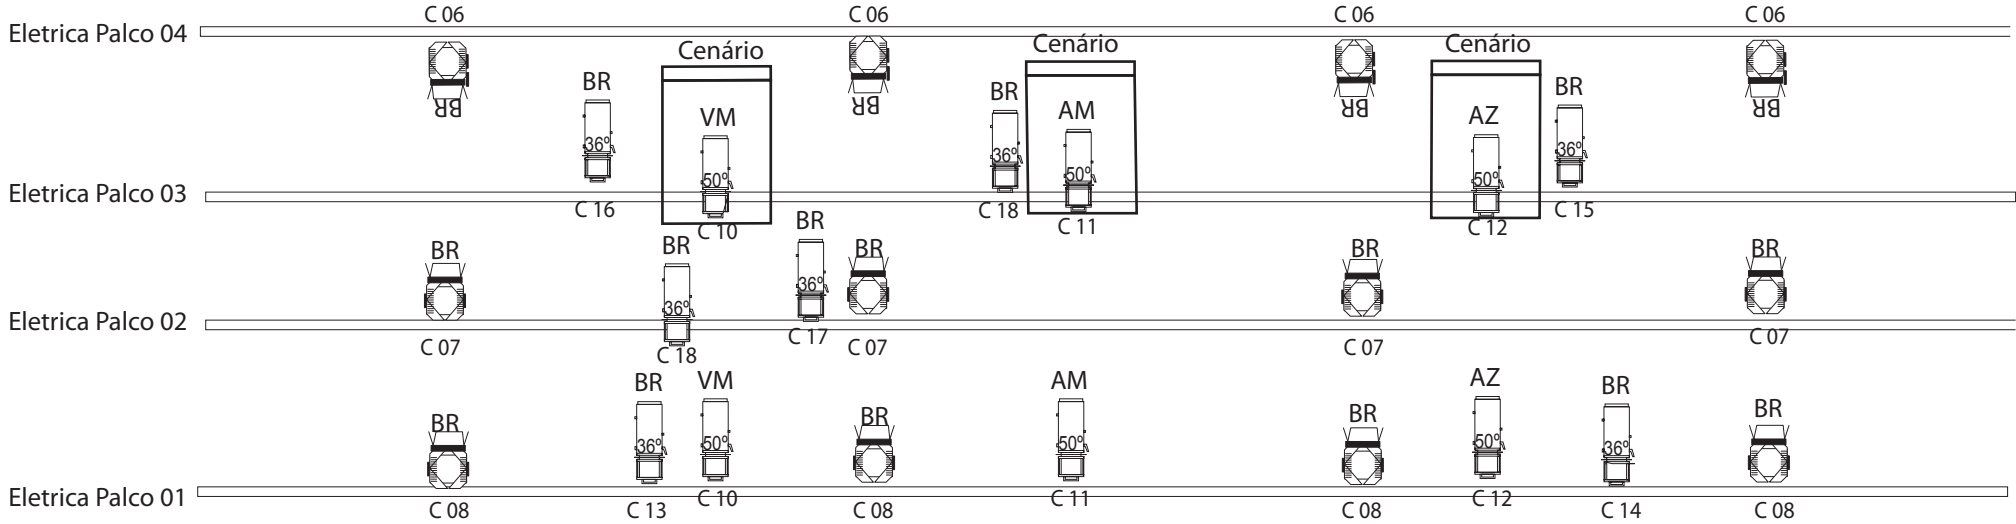 C 06 C 06 C 06 C 06
Eletrica Palco 04
Cenário Cenário Cenário
BR BR BR BR
BR BR BR
VM AM AZ
36º 36º 36º
50º 50º 50º
Eletrica Palco 03
C 16 C 10 C 18 C 11 C 12 C 15
BR BR BR BR BR BR
36º 36º
Eletrica Palco 02
C 07 C 18 C 17 C 07 C 07 C 07
BR BR VM BR AM BR AZ BR BR
36º 50º 50º 50º 36º
Eletrica Palco 01
C 08 C 13 C 10 C 08 C 11 C 08 C 12 C 14 C 08